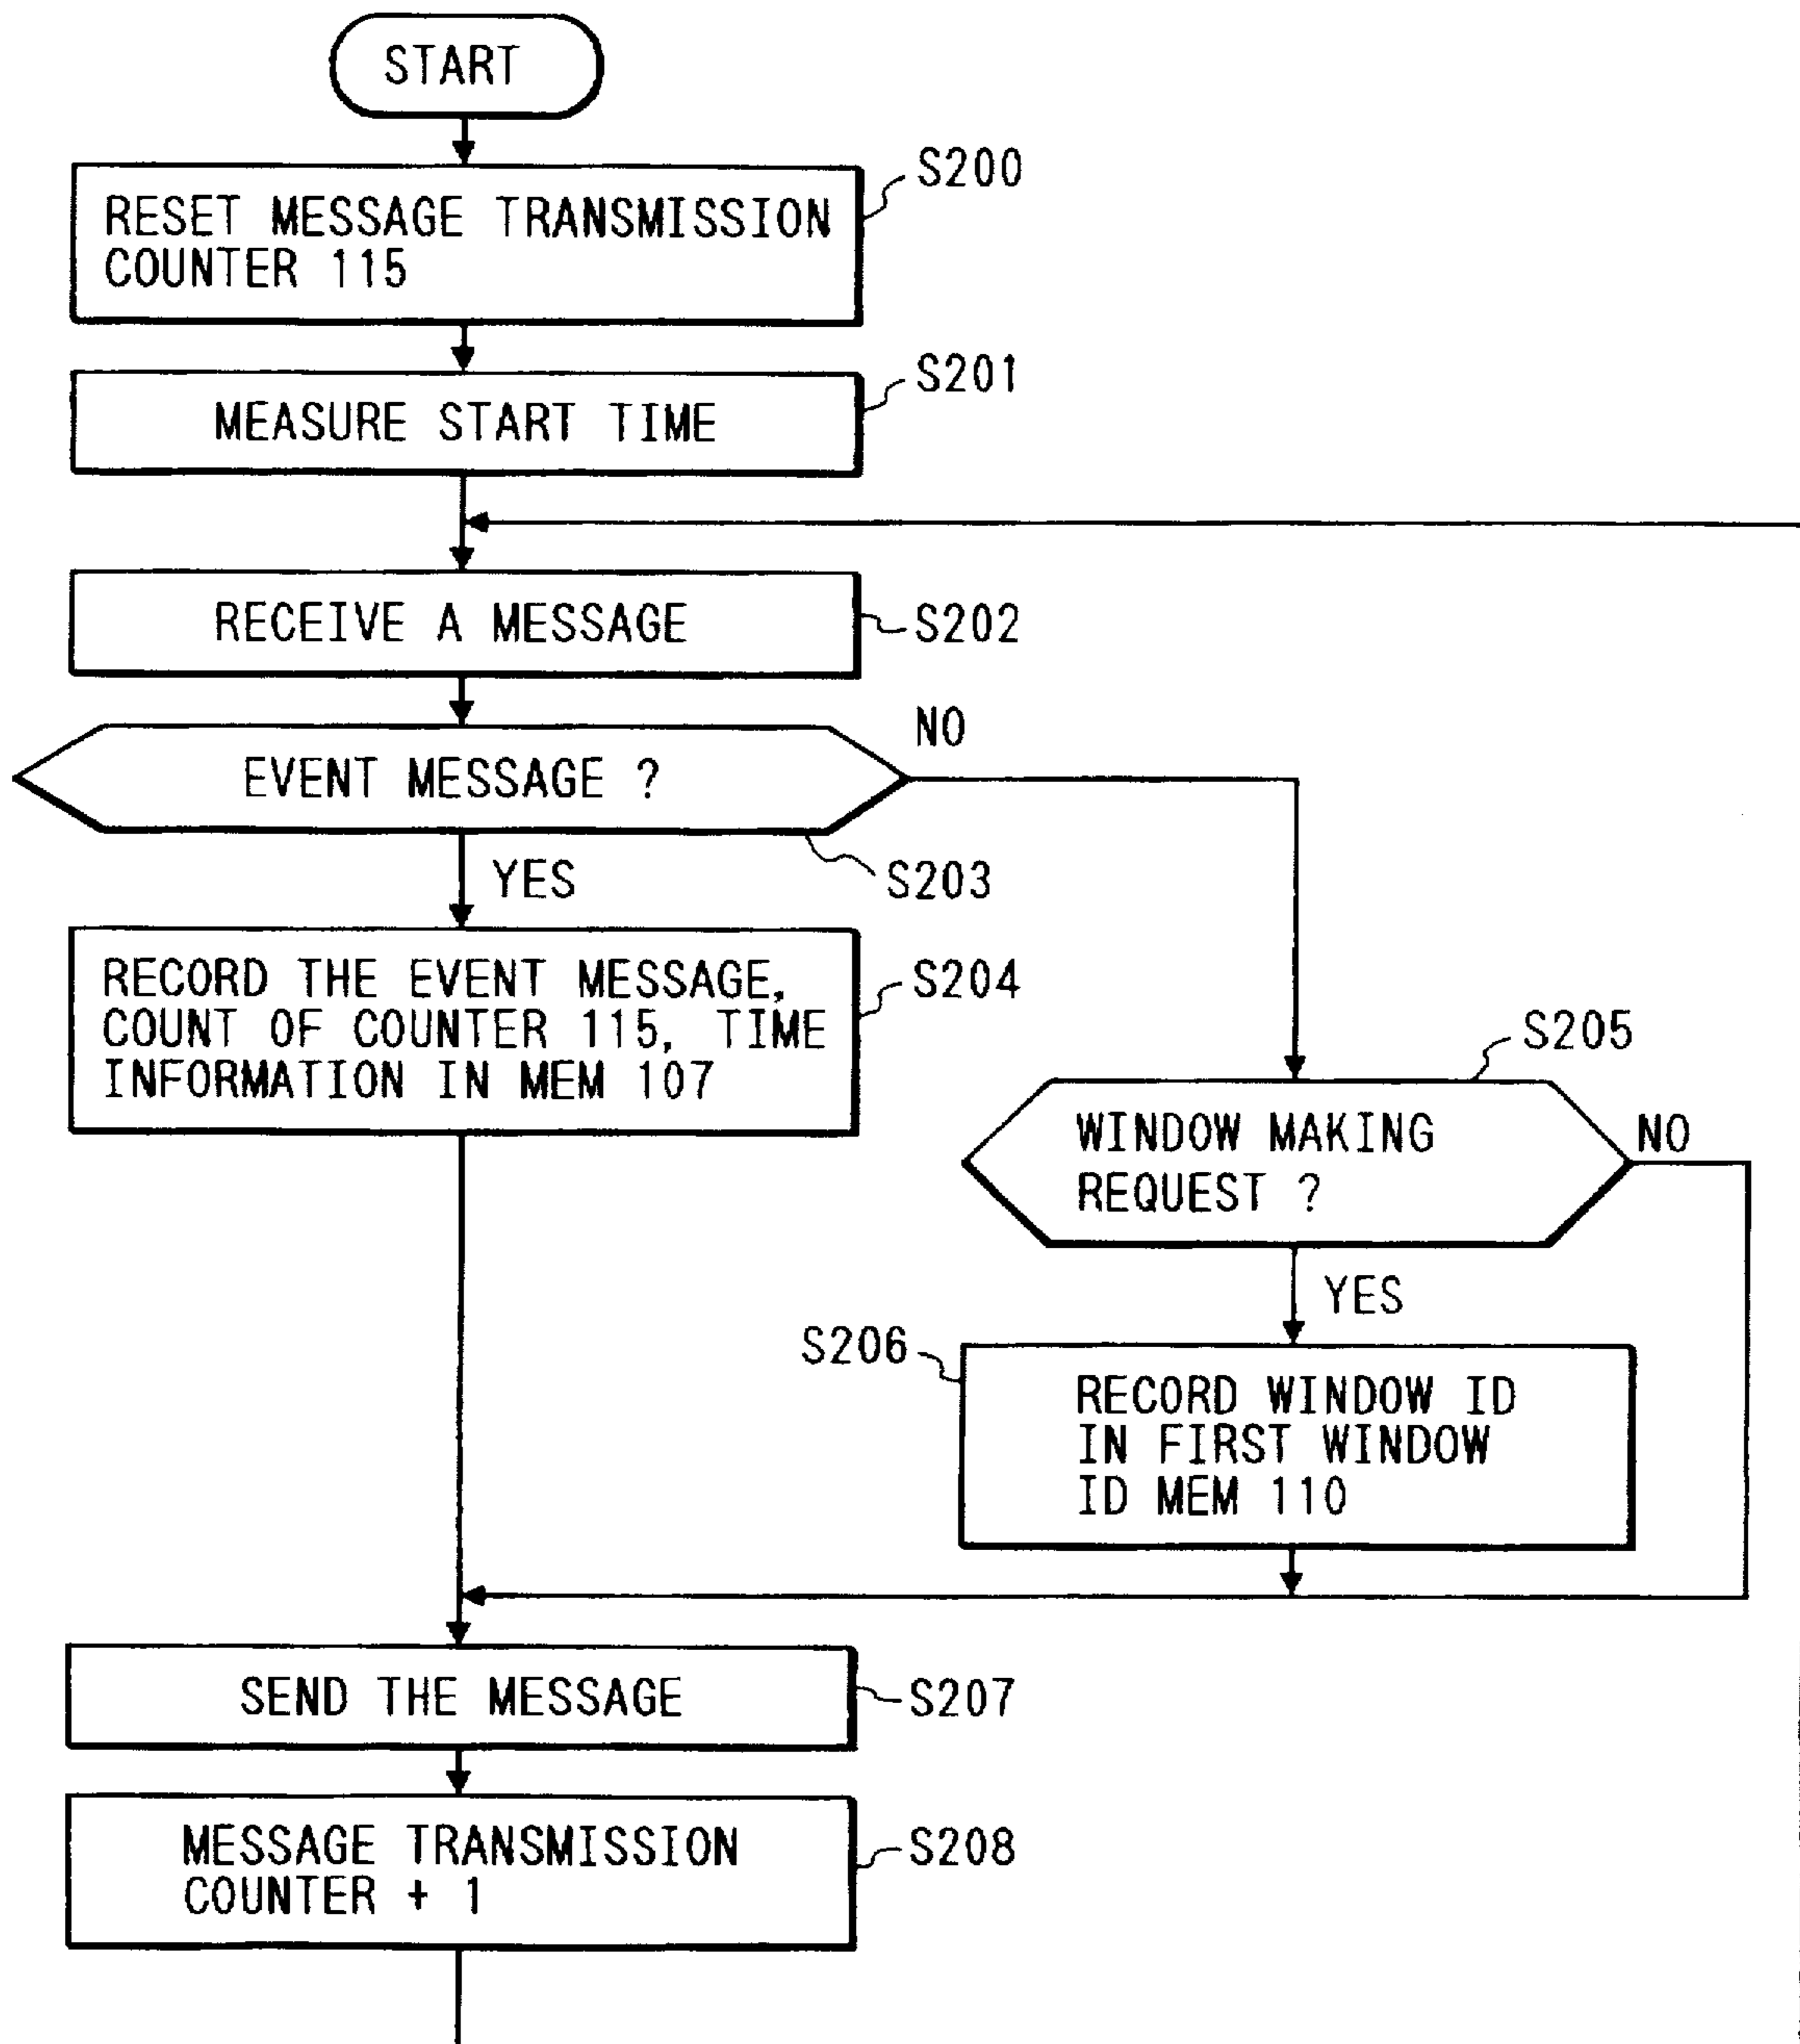 START
S200
RESET MESSAGE TRANSMISSION
COUNTER 115
S201
MEASURE START TIME
RECEIVE A MESSAGE
S202
NO
EVENT MESSAGE ?
YES
S203
RECORD THE EVENT MESSAGE,
COUNT OF COUNTER 115, TIME
INFORMATION IN MEM 107
S204
S205
WINDOW MAKING
REQUEST ?
NO
YES
S206
RECORD WINDOW ID
IN FIRST WINDOW
ID MEM 110
SEND THE MESSAGE
S207
MESSAGE TRANSMISSION
COUNTER + 1
S208